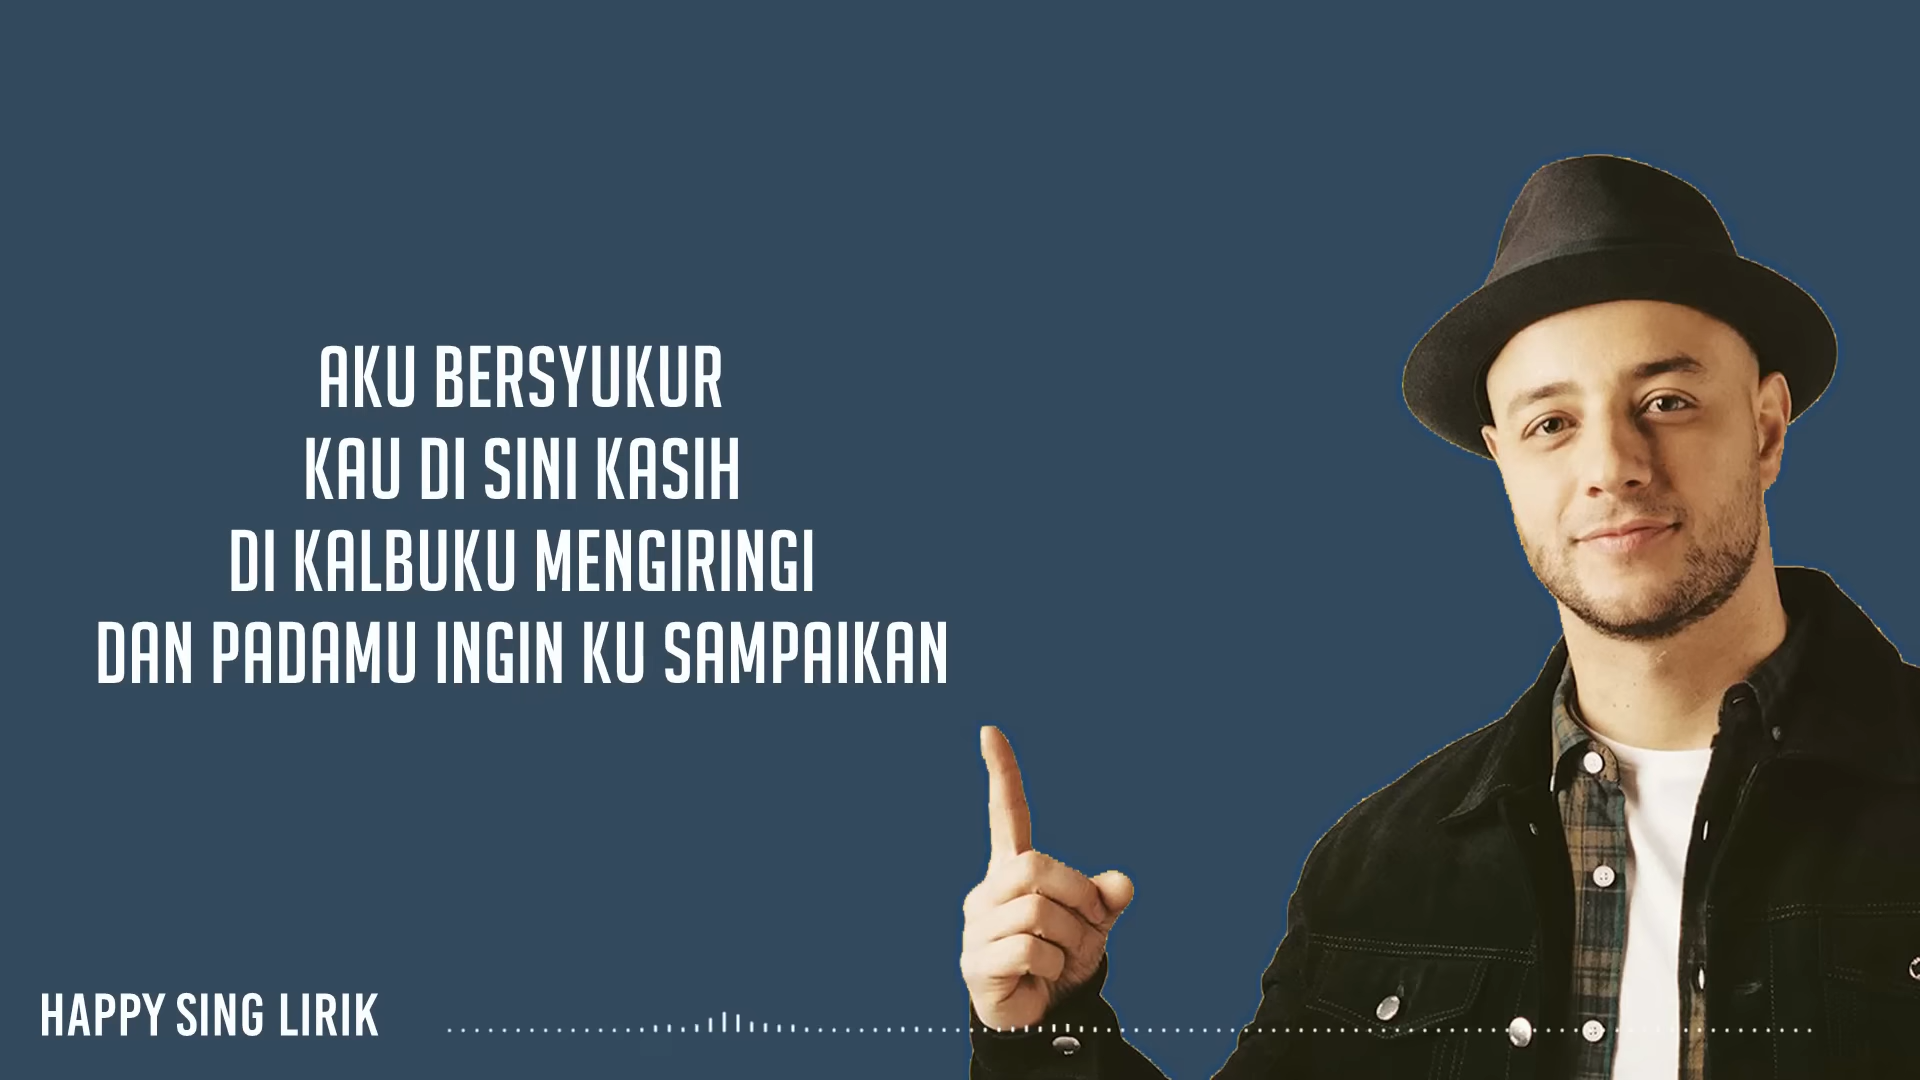 AKU BERSYUKUR
KAU DI SINI KASIH
DI KALBUKU MENGIRINGI
DAN PADAMU INGIN KU SAMPAIKAN
HAPPY SING LIRIK